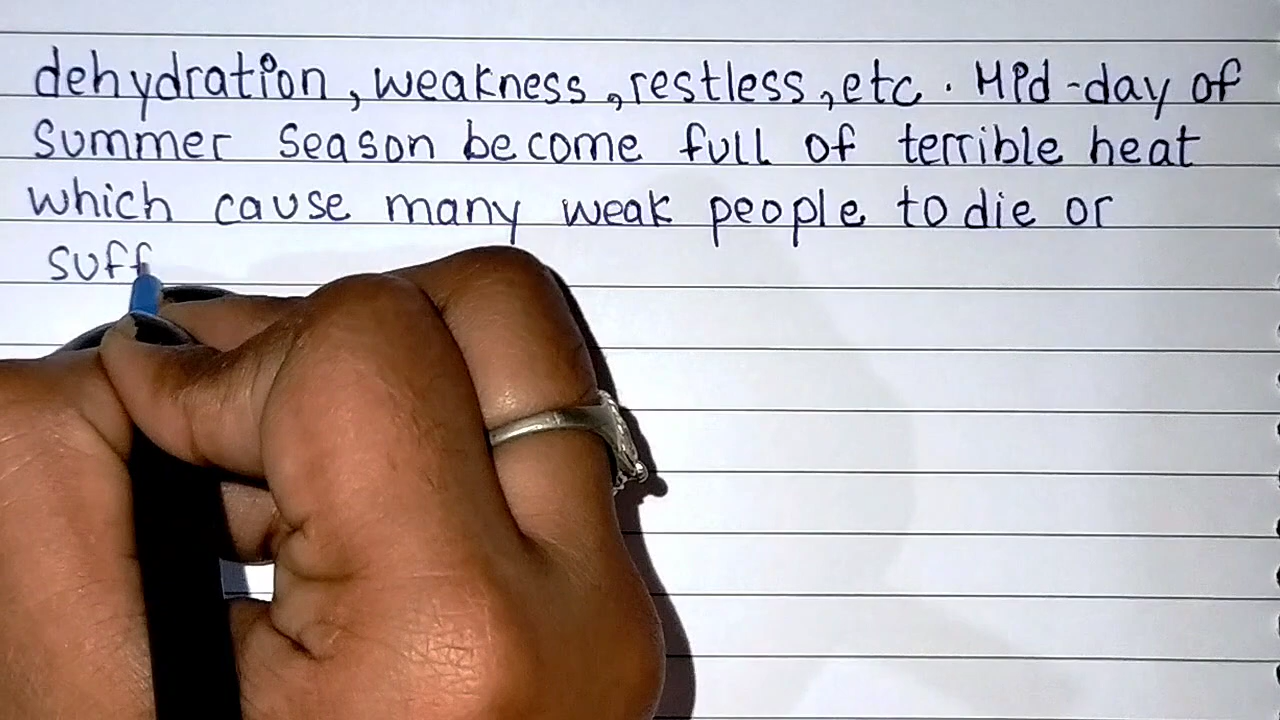 dehydration, weakness, restless, etc. Mid-day of
Summer Season become full of terrible heat
which cause many weak people to die or
suff